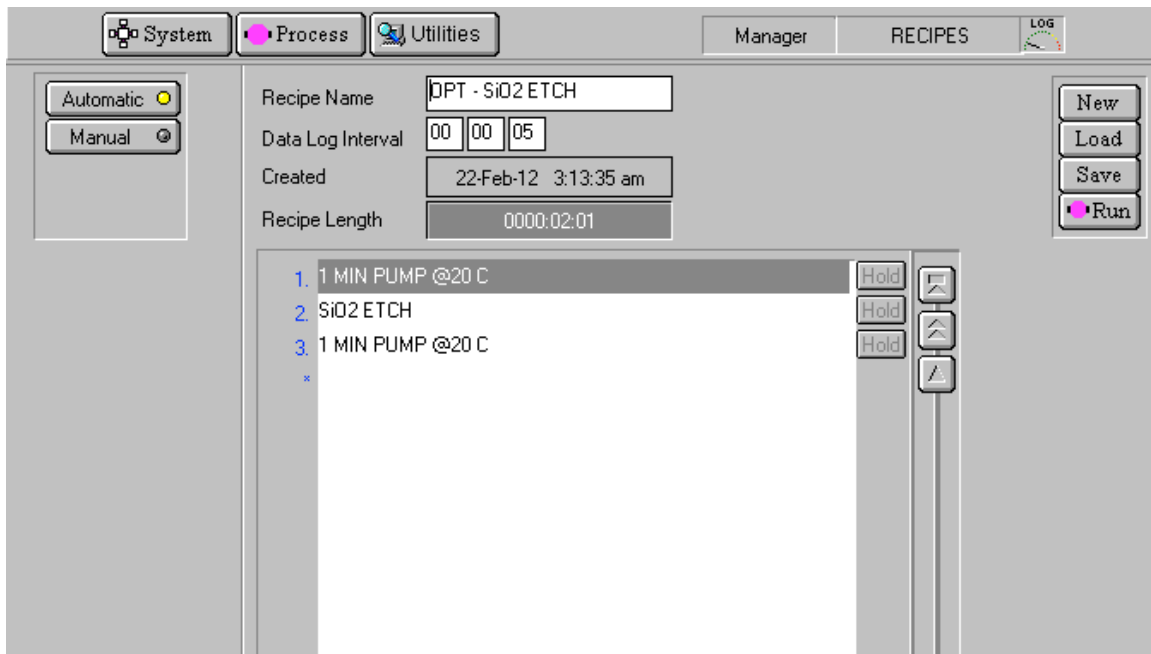 System Process Utilities Manager RECIPES LOG
Automatic
Manual
Recipe Name OPT - SiO2 ETCH
Data Log Interval 00 00 05
Created 22-Feb-12 3:13:35 am
Recipe Length 0000:02:01
New
Load
Save
Run
1. 1 MIN PUMP @20 C Hold
2. SiO2 ETCH Hold
3. 1 MIN PUMP @20 C Hold
*